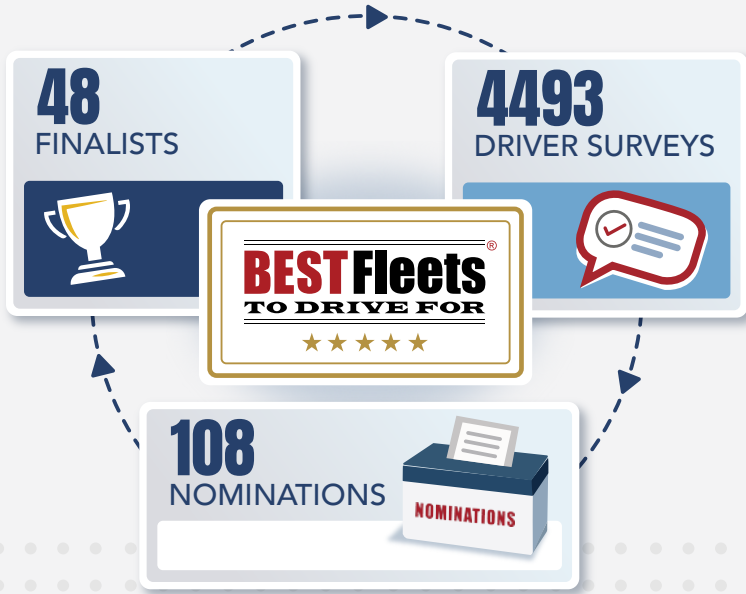 48
FINALISTS
4493
DRIVER SURVEYS
BEST Fleets®
TO DRIVE FOR
108
NOMINATIONS
NOMINATIONS